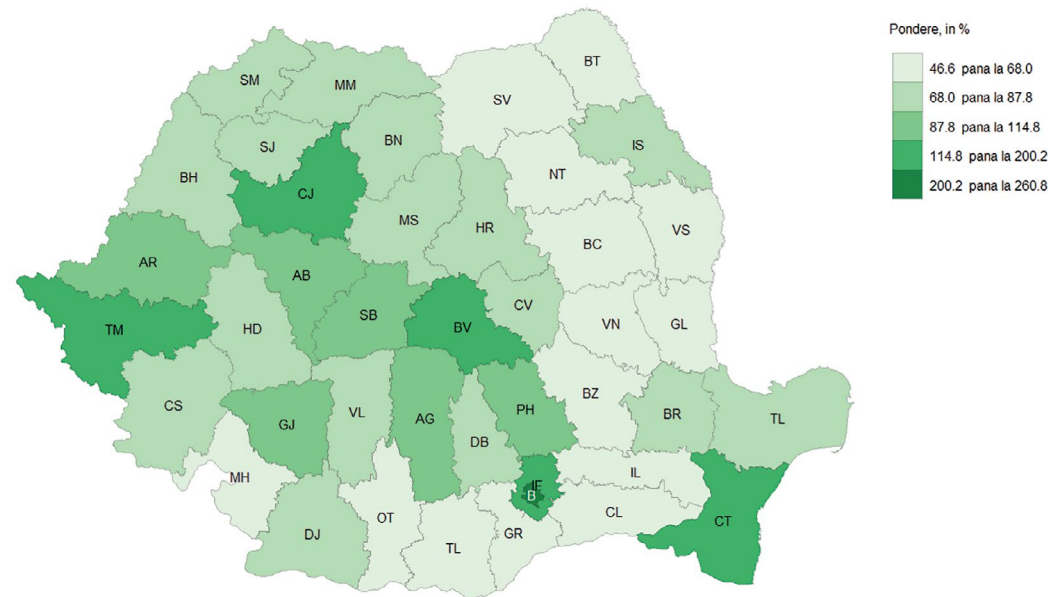 Pondere, in %
46.6 pana la 68.0
68.0 pana la 87.8
87.8 pana la 114.8
114.8 pana la 200.2
200.2 pana la 260.8
BT
SM
MM
SV
SJ
BN
IS
BH
CJ
NT
MS
HR
BC
VS
AR
AB
SB
CV
TM
HD
BV
VN
GL
CS
GJ
VL
AG
DB
PH
BZ
BR
TL
MH
IF
B
IL
OT
DJ
TL
GR
CL
CT